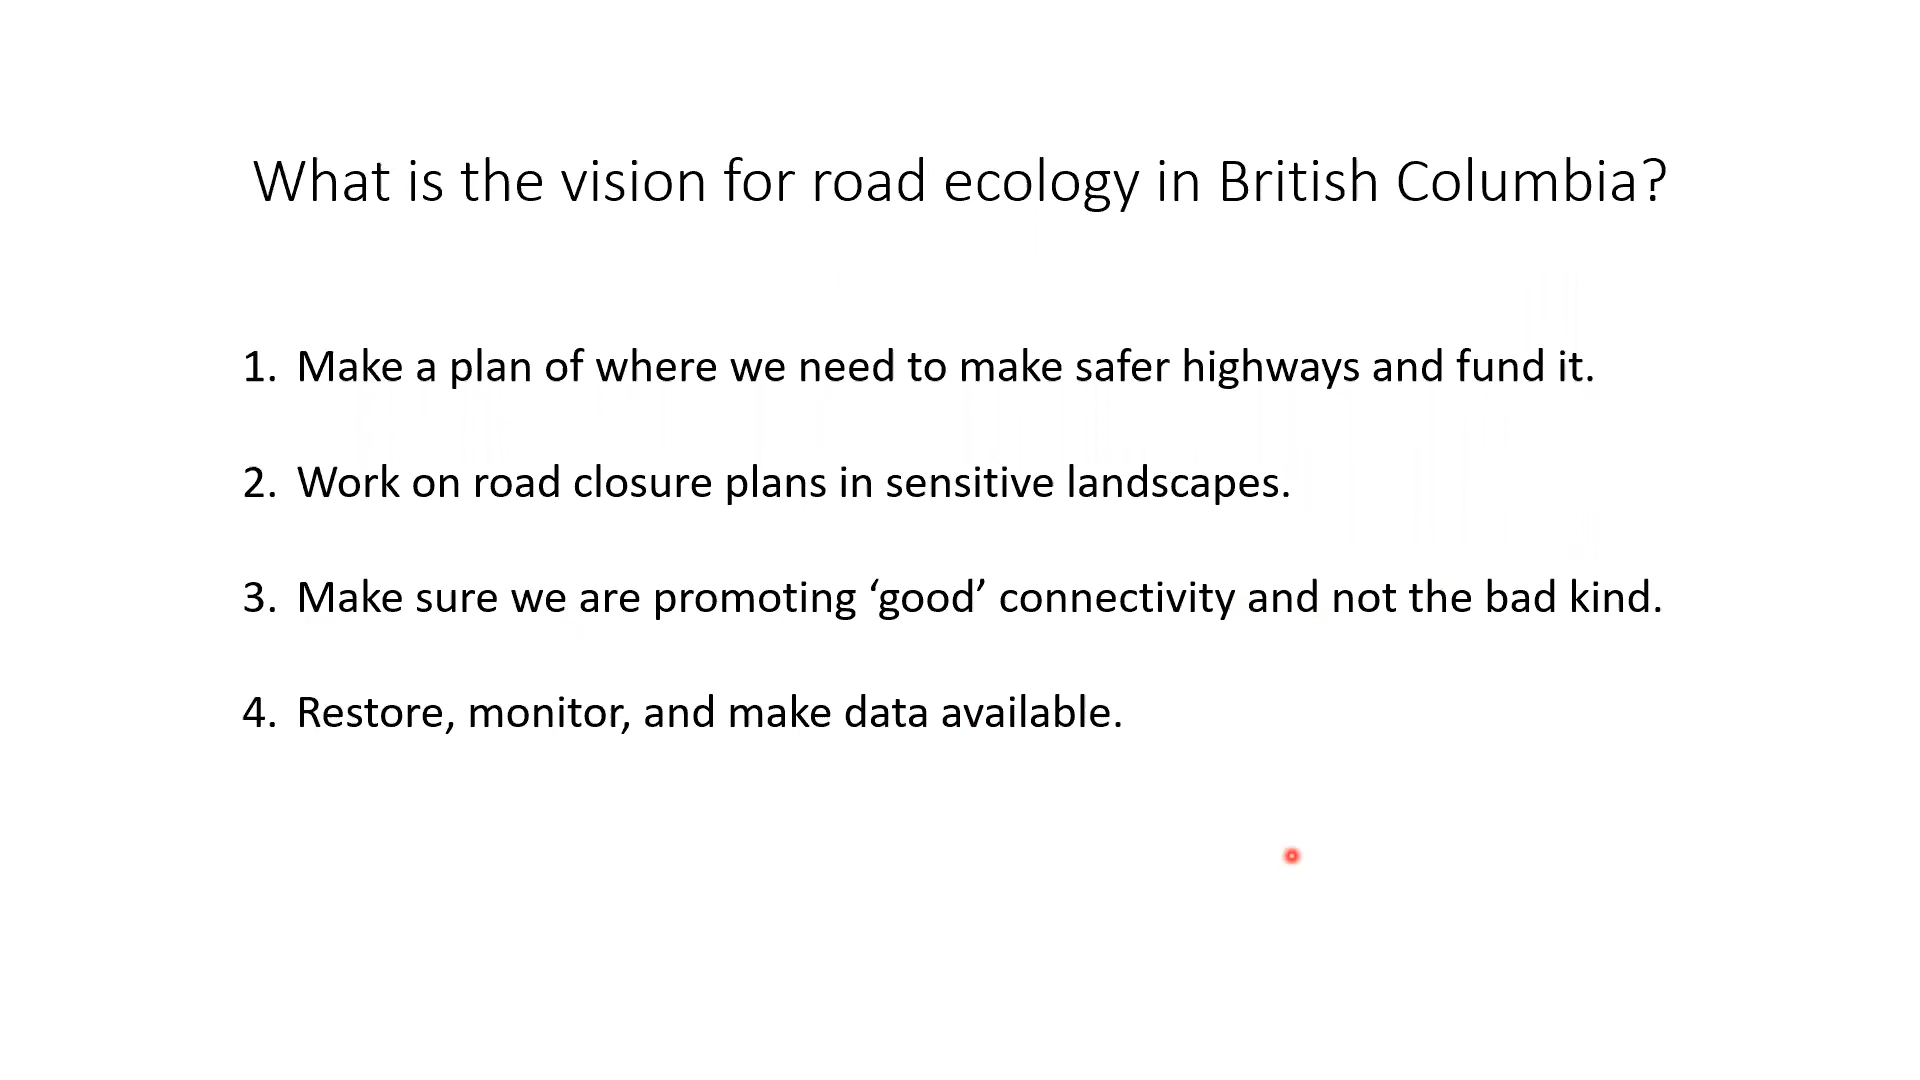 What is the vision for road ecology in British Columbia?
1. Make a plan of where we need to make safer highways and fund it.
2. Work on road closure plans in sensitive landscapes.
3. Make sure we are promoting ‘good’ connectivity and not the bad kind.
4. Restore, monitor, and make data available.